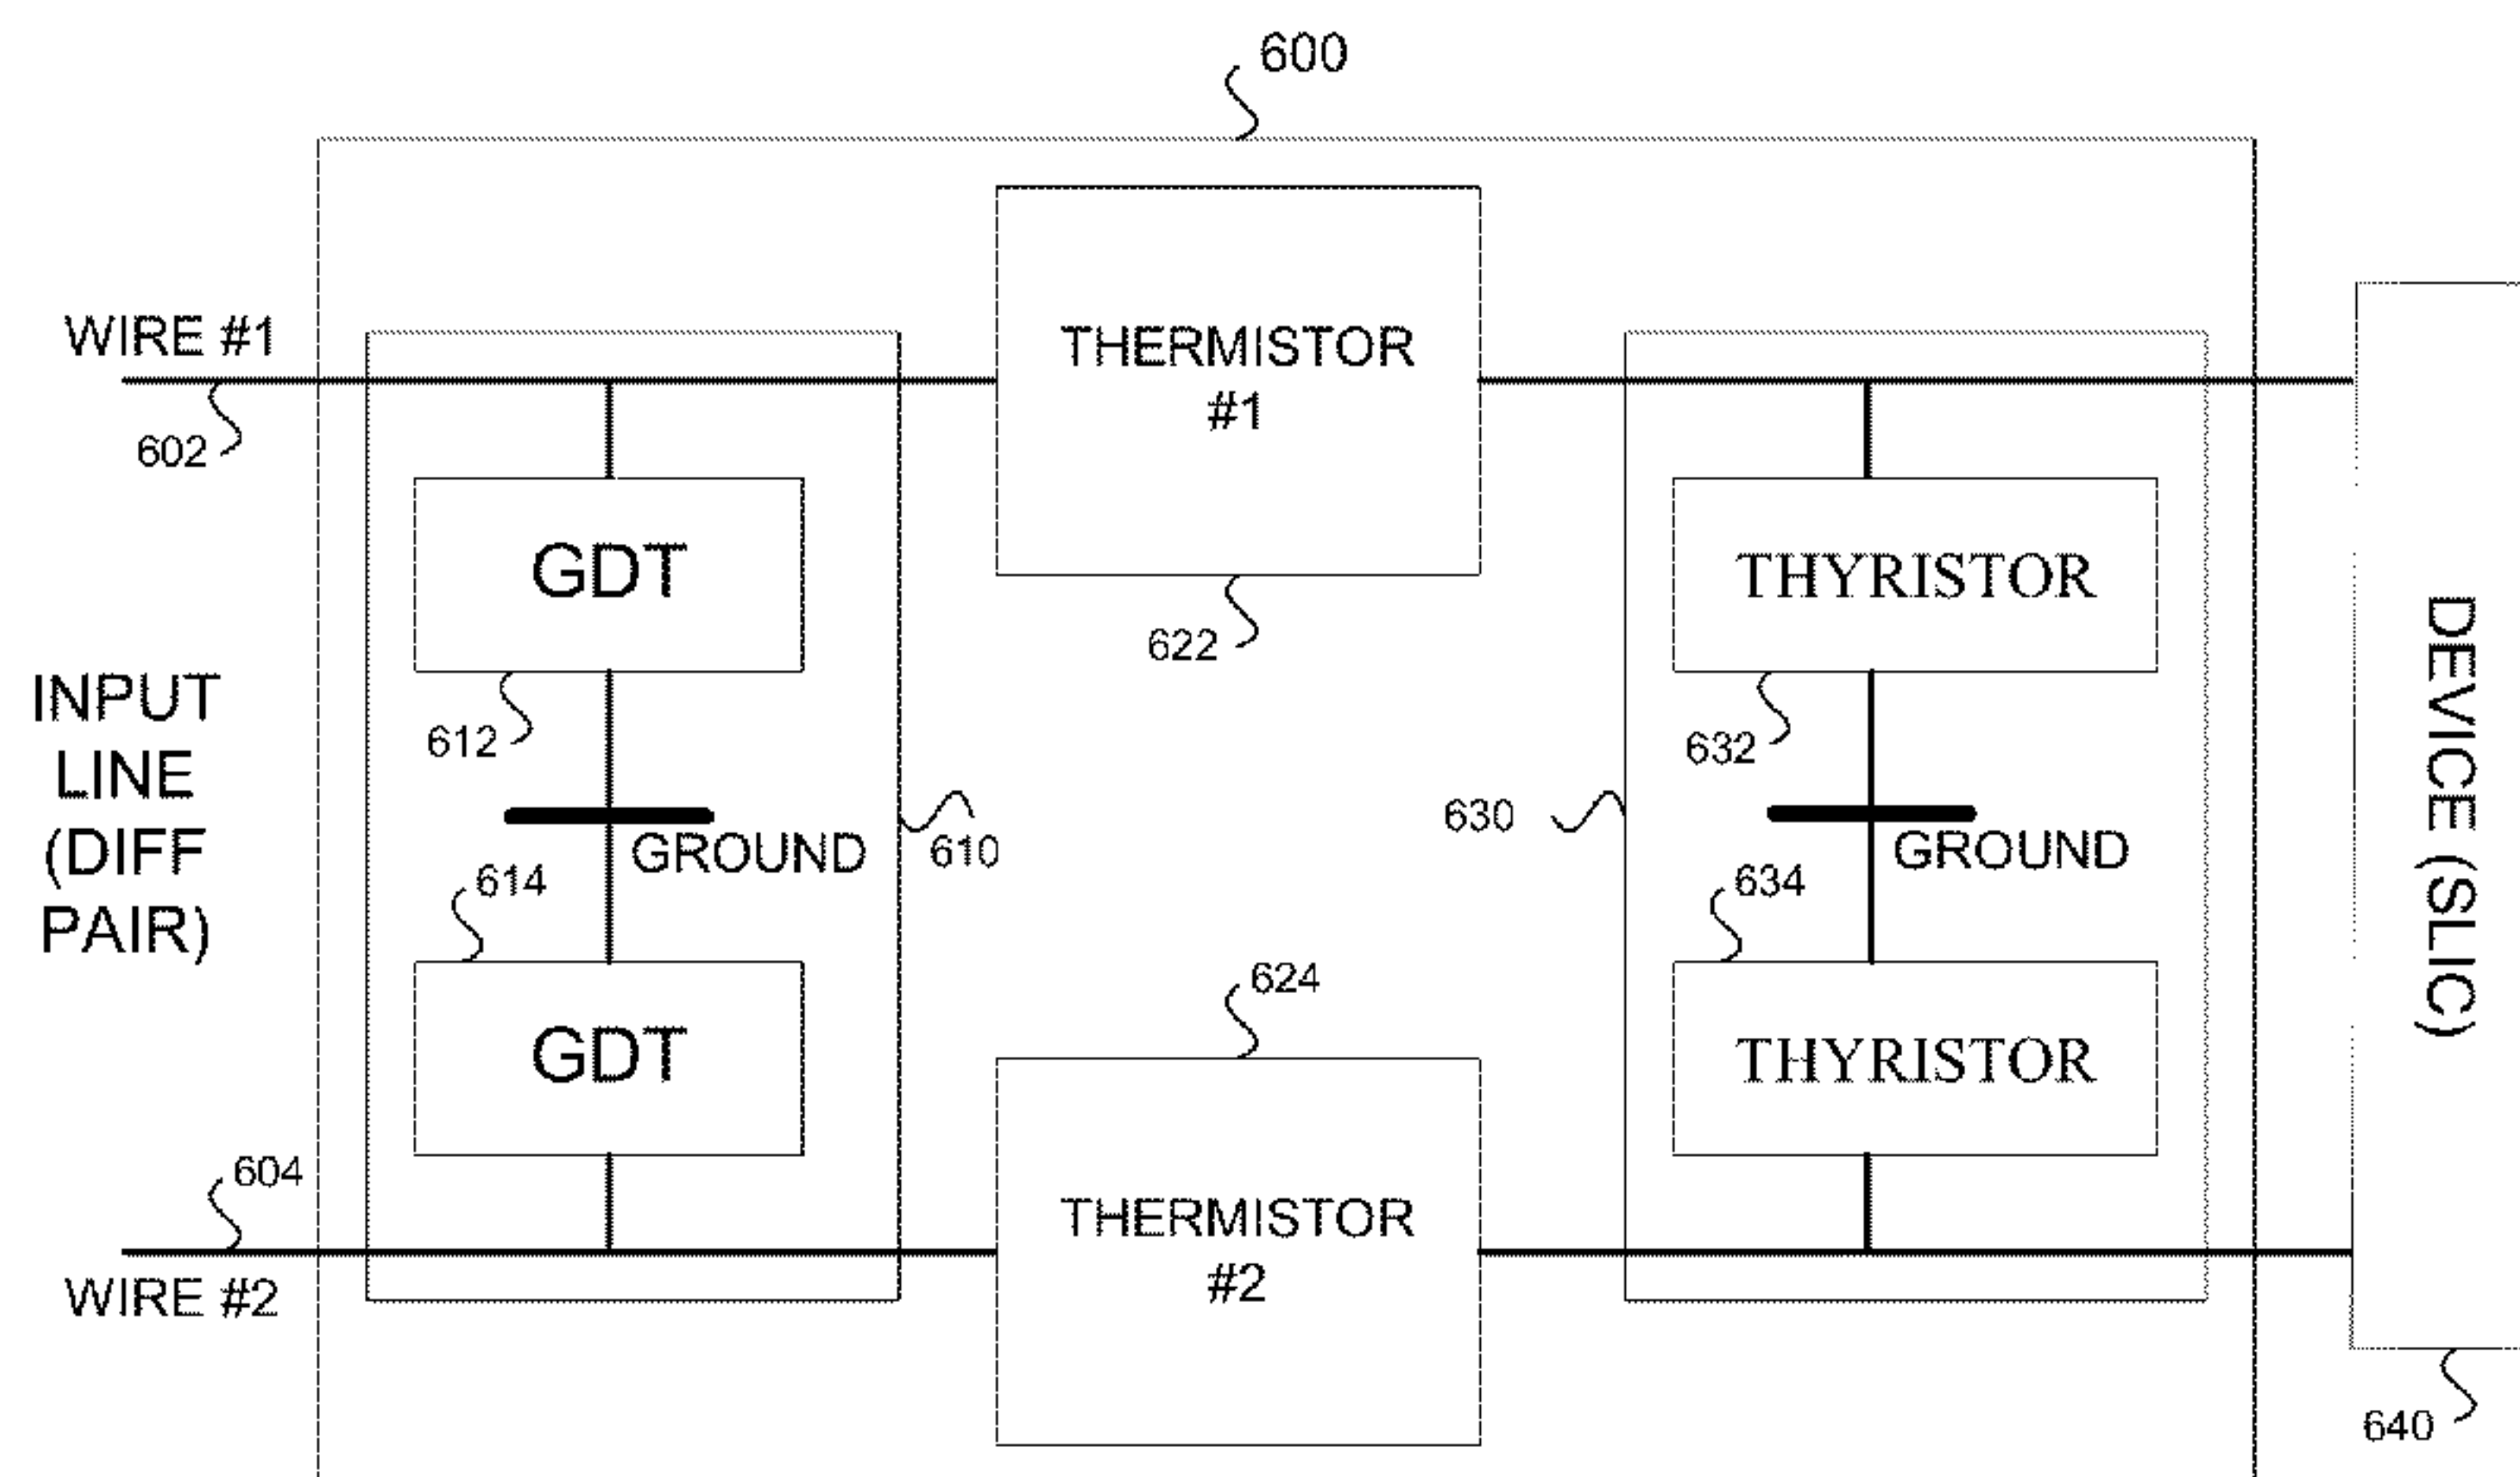 600
WIRE #1
602
THERMISTOR
#1
622
GDT
612
THYRISTOR
632
INPUT
LINE
(DIFF
PAIR)
GROUND
610
630
GROUND
DEVICE (SLIC)
614
634
GDT
624
THYRISTOR
604
WIRE #2
THERMISTOR
#2
640